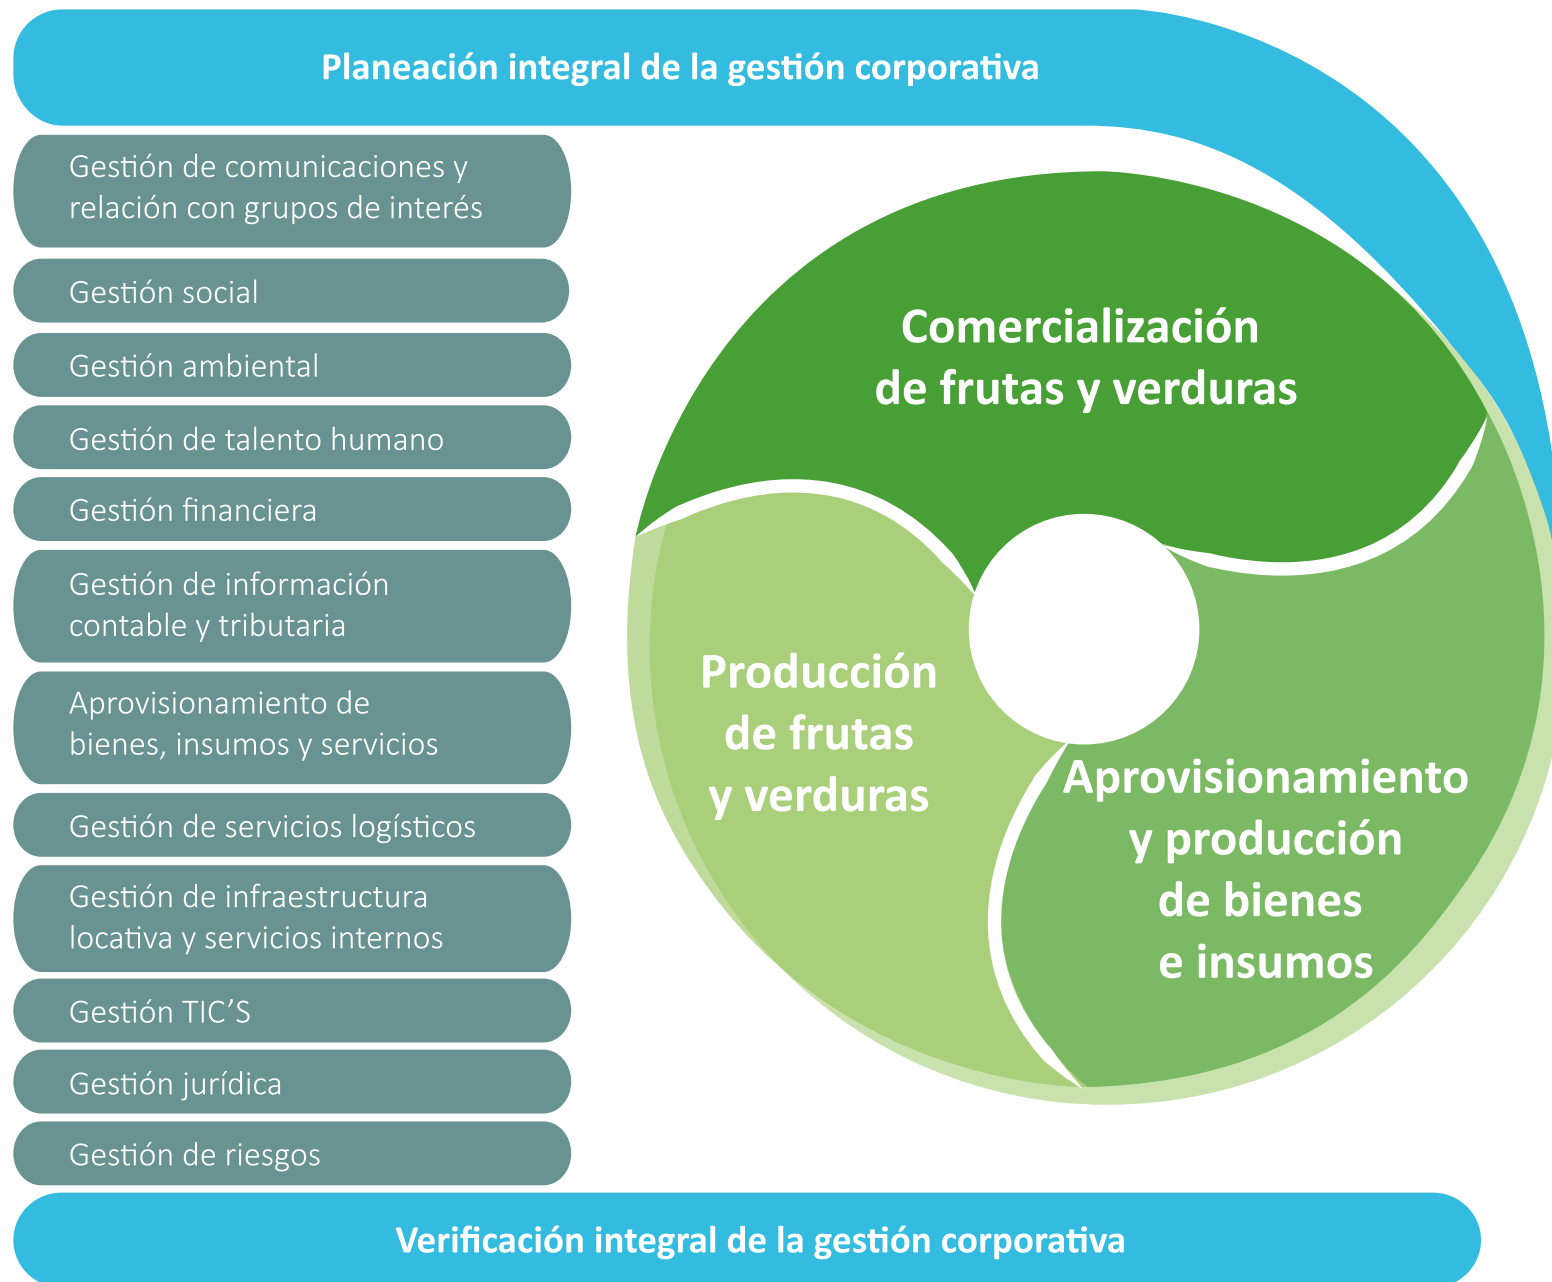 Planeación integral de la gestión corporativa
Gestión de comunicaciones y
relación con grupos de interés
Gestión social
Gestión ambiental
Gestión de talento humano
Gestión financiera
Gestión de información
contable y tributaria
Aprovisionamiento de
bienes, insumos y servicios
Gestión de servicios logísticos
Gestión de infraestructura
locativa y servicios internos
Gestión TIC’S
Gestión jurídica
Gestión de riesgos
Comercialización
de frutas y verduras
Producción
de frutas
y verduras
Aprovisionamiento
y producción
de bienes
e insumos
Verificación integral de la gestión corporativa